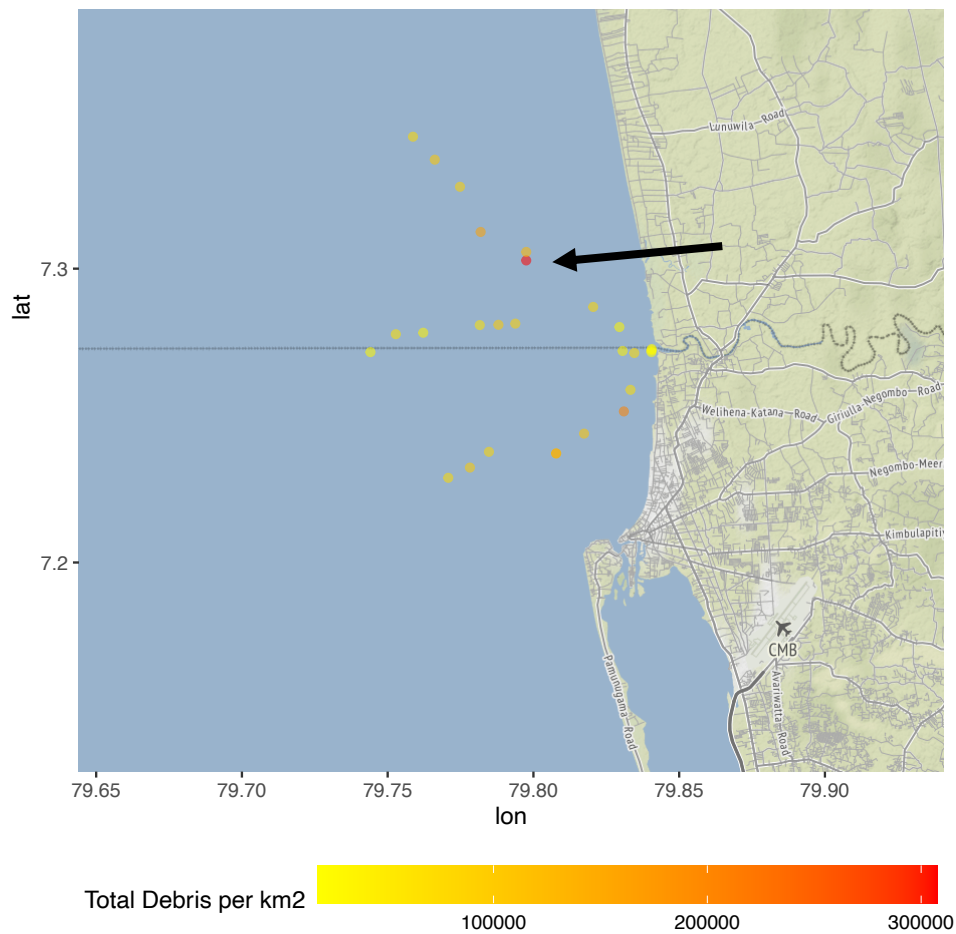 Lunuwila Road
lat
7.3
Welihena-Katana Road
Giriulla-Negombo Road
Negombo-Meer
Kimbulapitiy
7.2
CMB
Pamunugama Road
Avariwatta Road
79.65 79.70 79.75 79.80 79.85 79.90
lon
Total Debris per km2
100000 200000 300000